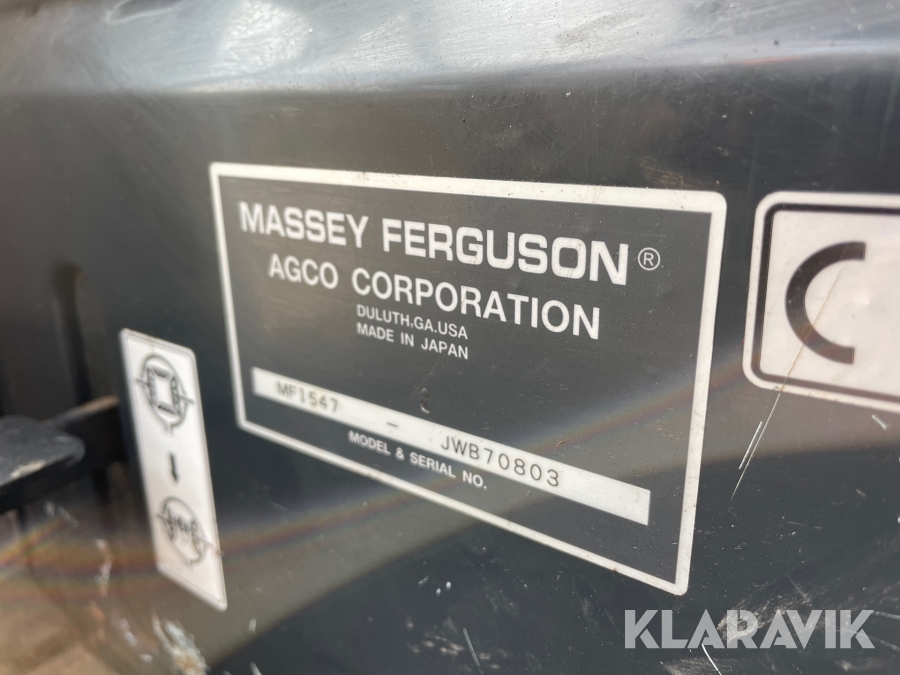 MASSEY FERGUSON®
AGCO CORPORATION
DULUTH,GA.USA
MADE IN JAPAN
MF1547 – JWB70803
MODEL & SERIAL NO.
C
KLARAVIK